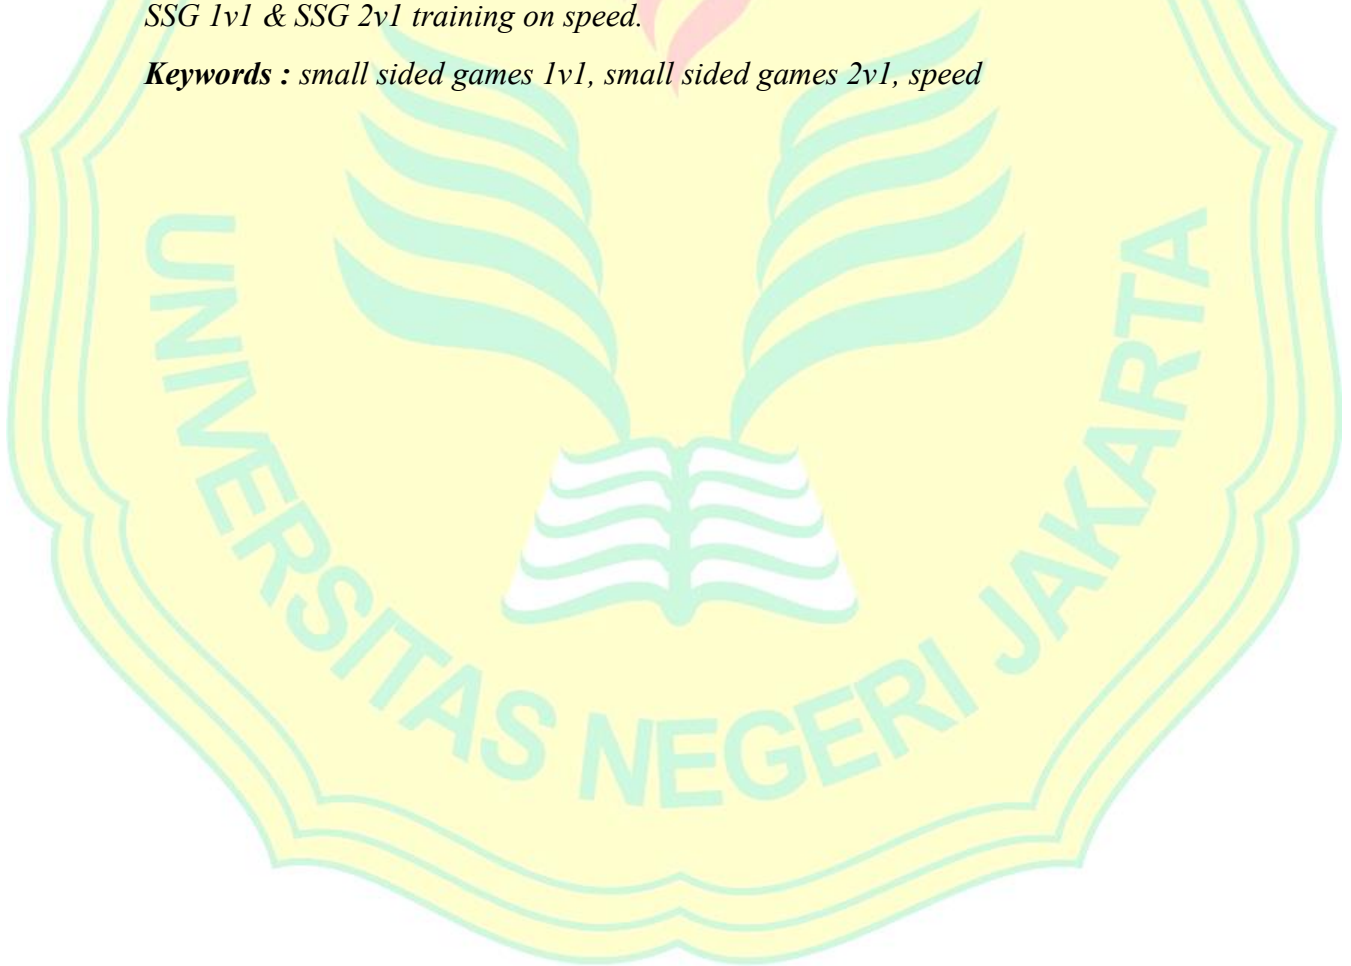 SSG 1v1 & SSG 2v1 training on speed.
Keywords : small sided games 1v1, small sided games 2v1, speed
UNIVERSITAS NEGERI JAKARTA